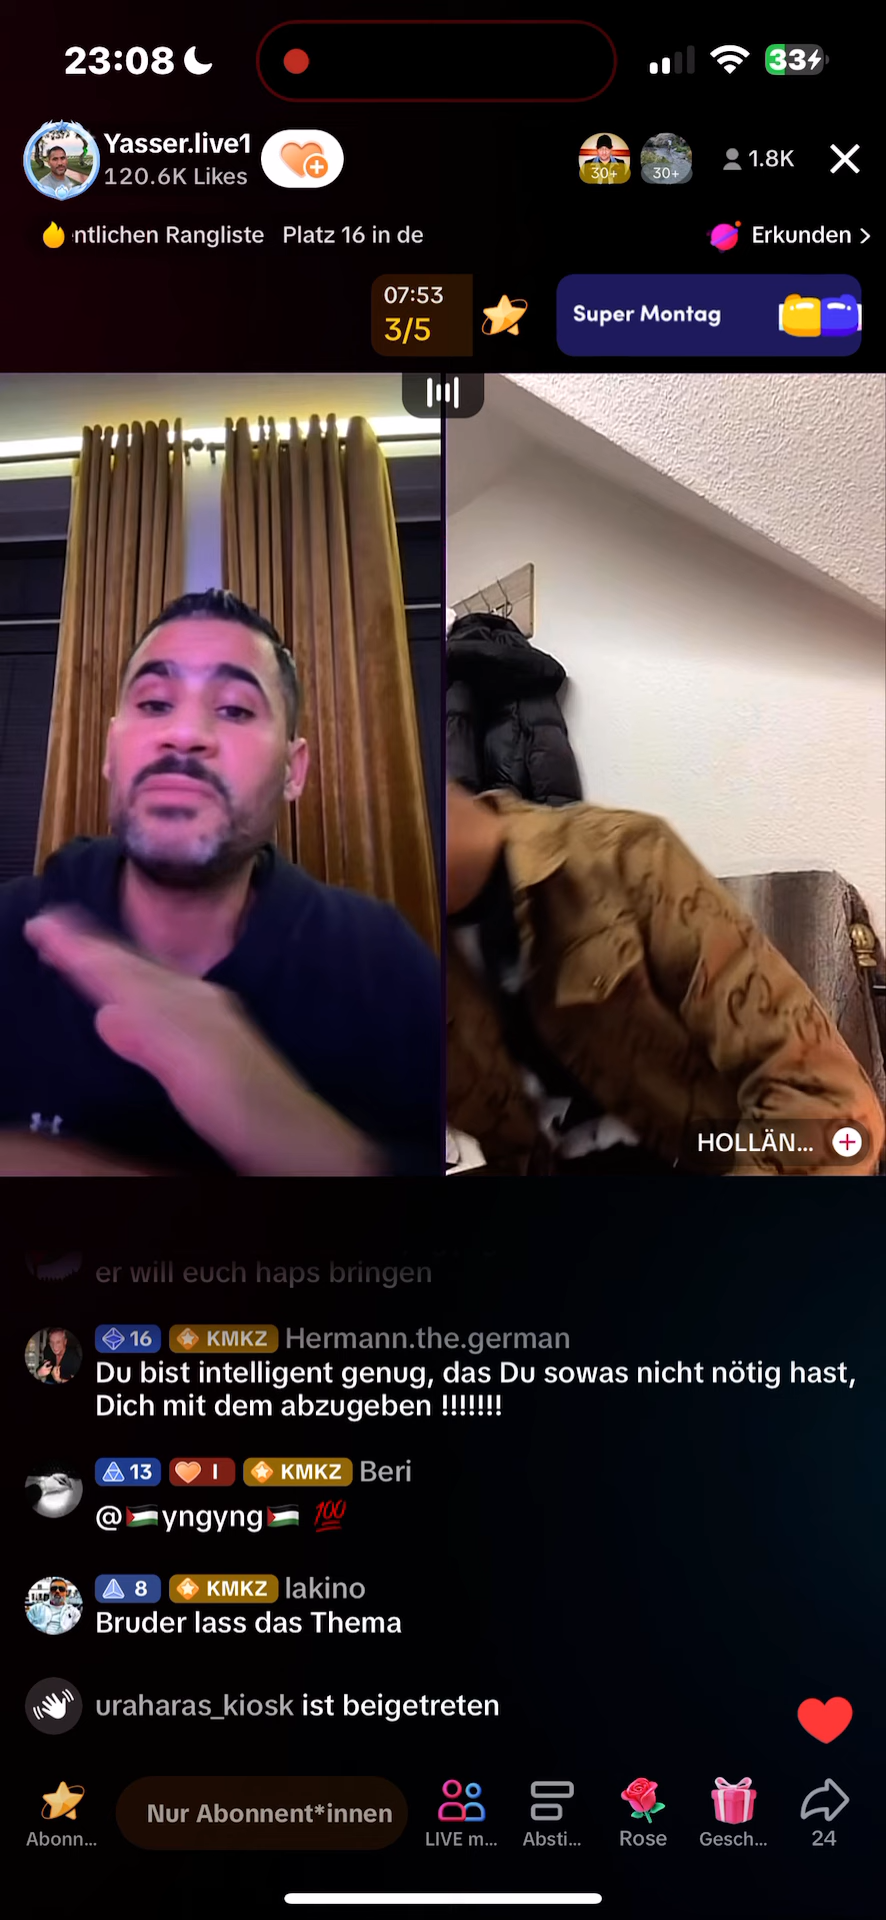 23:08
33
Yasser.live1
120.6K Likes
30+
30+
1.8K
ntlichen Rangliste Platz 16 in de
Erkunden
07:53
3/5
Super Montag
HOLLÄN...
er will euch haps bringen
16 KMKZ Hermann.the.german
Du bist intelligent genug, das Du sowas nicht nötig hast,
Dich mit dem abzugeben !!!!!!!
13 I KMKZ Beri
@🇵🇸yngyng🇵🇸 💯
8 KMKZ lakino
Bruder lass das Thema
uraharas_kiosk ist beigetreten
Nur Abonnent*innen
Abonn...
LIVE m...
Absti...
Rose
Gesch...
24